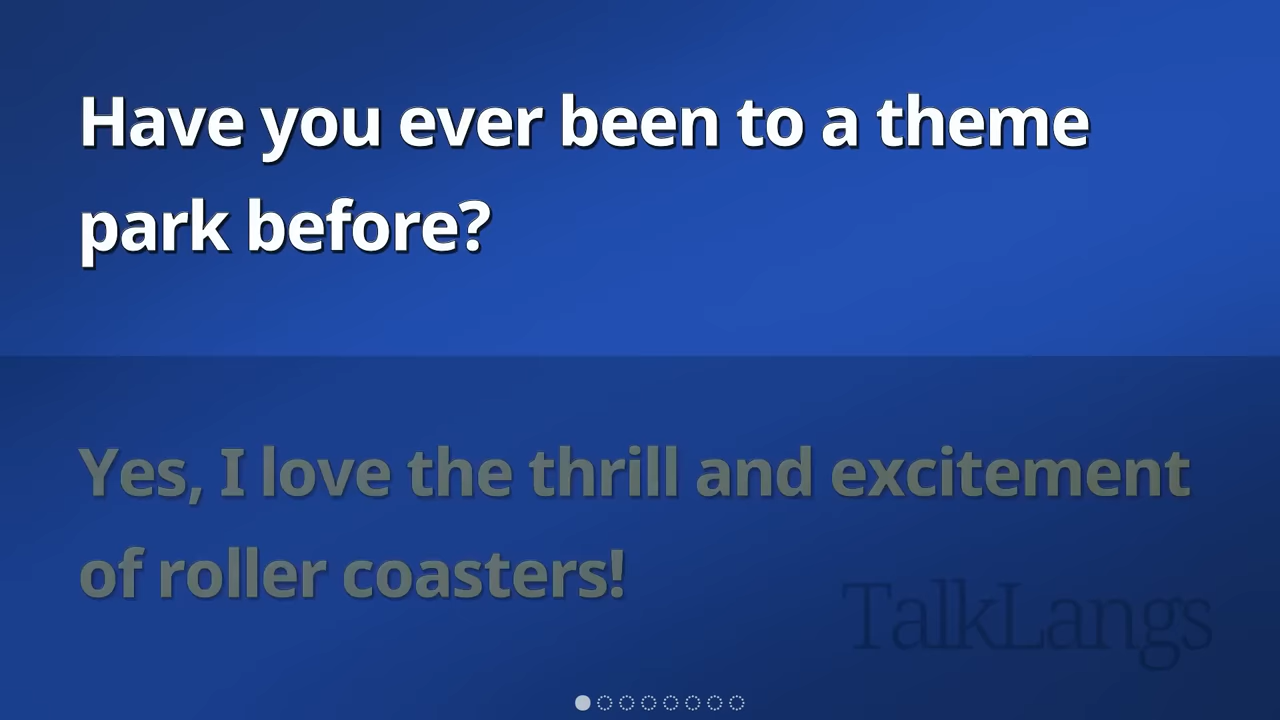 Have you ever been to a theme
park before?
Yes, I love the thrill and excitement
of roller coasters!
TalkLangs